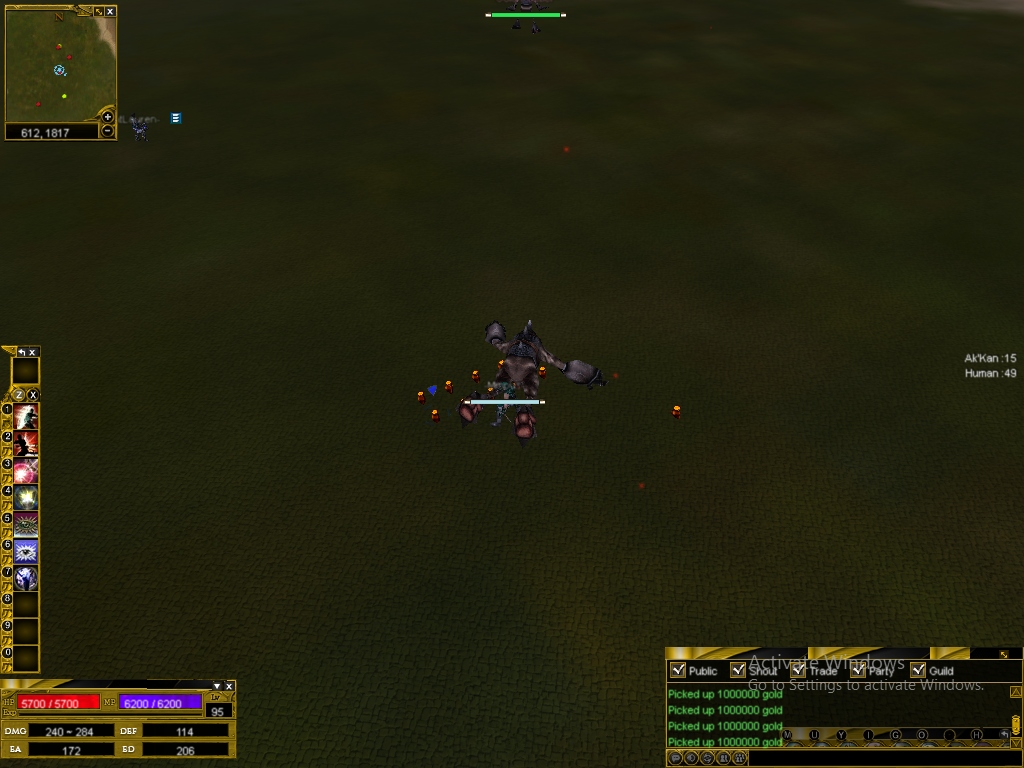 N
612, 1817
Ak'Kan :15
Human :49
Z X
1
2
3
4
5
6
7
8
9
0
HP 5700 / 5700 MP 6200 / 6200 Lv
Exp 95
DMG 240 ~ 284 DEF 114
EA 172 ED 206
Public Shout Trade Party Guild
Activate Windows
Go to Settings to activate Windows.
Picked up 1000000 gold
Picked up 1000000 gold
Picked up 1000000 gold
Picked up 1000000 gold
M U Y I G O H